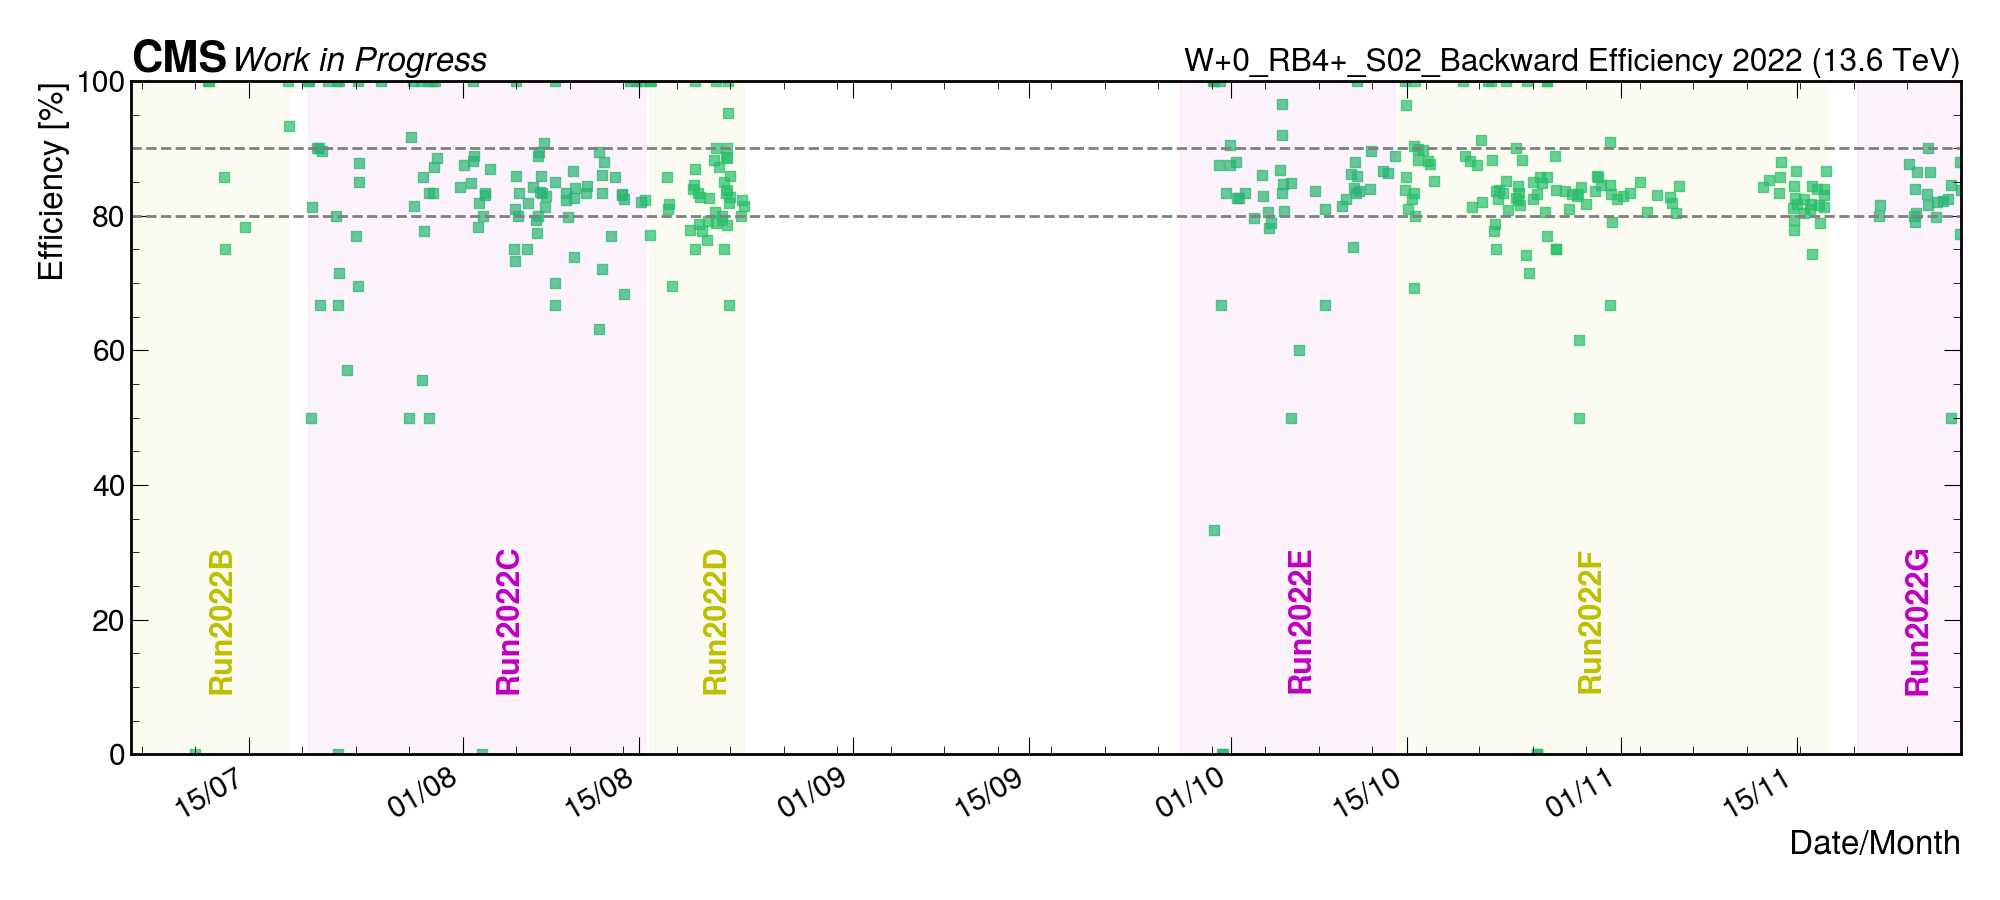 CMS Work in Progress
W+0_RB4+_S02_Backward Efficiency 2022 (13.6 TeV)
Efficiency [%]
100
80
60
40
20
0
Run2022B
Run2022C
Run2022D
Run2022E
Run2022F
Run2022G
15/07
01/08
15/08
01/09
15/09
01/10
15/10
01/11
15/11
Date/Month